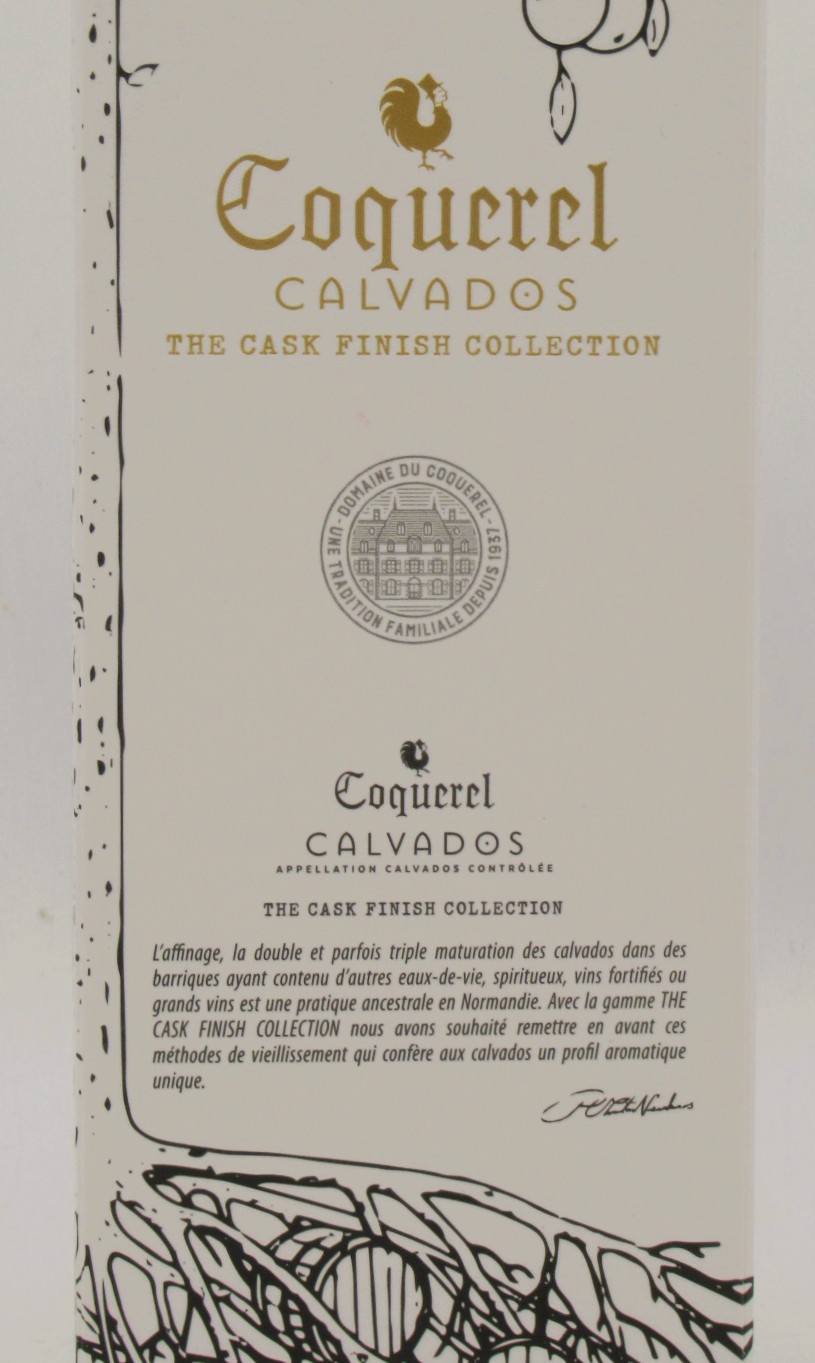 Coquerel
CALVADOS
THE CASK FINISH COLLECTION
DOMAINE DU COQUEREL
UNE TRADITION FAMILIALE DEPUIS 1937
Coquerel
CALVADOS
APPELLATION CALVADOS CONTRÔLÉE
THE CASK FINISH COLLECTION
L'affinage, la double et parfois triple maturation des calvados dans des
barriques ayant contenu d'autres eaux-de-vie, spiritueux, vins fortifiés ou
grands vins est une pratique ancestrale en Normandie. Avec la gamme THE
CASK FINISH COLLECTION nous avons souhaité remettre en avant ces
méthodes de vieillissement qui confère aux calvados un profil aromatique
unique.